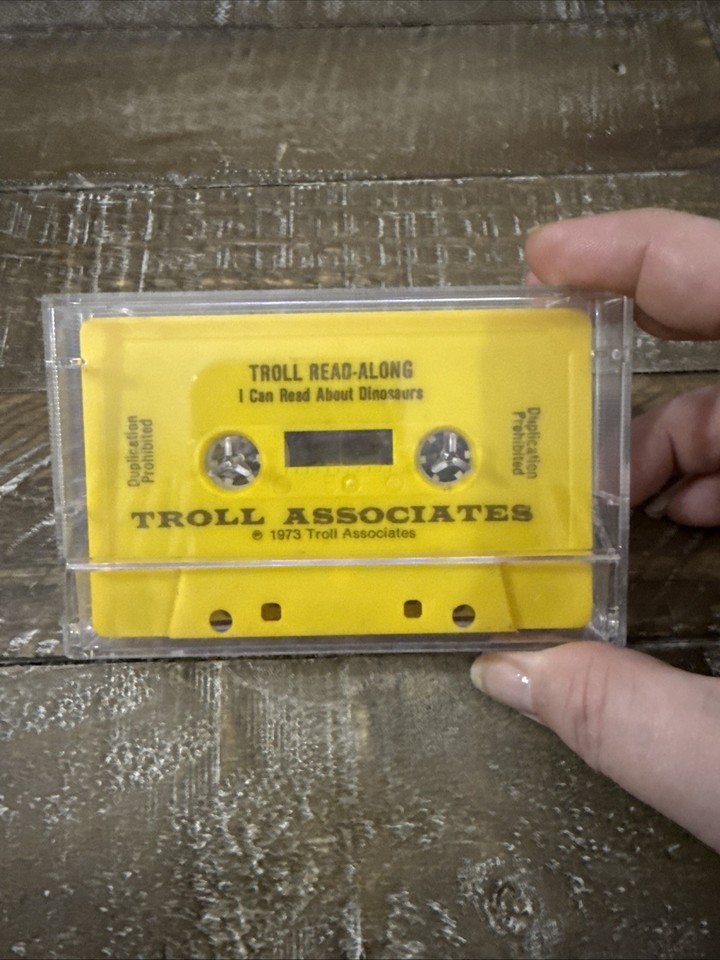 TROLL READ-ALONG
I Can Read About Dinosaurs
Duplication
Prohibited
Duplication
Prohibited
TROLL ASSOCIATES
℗ 1973 Troll Associates